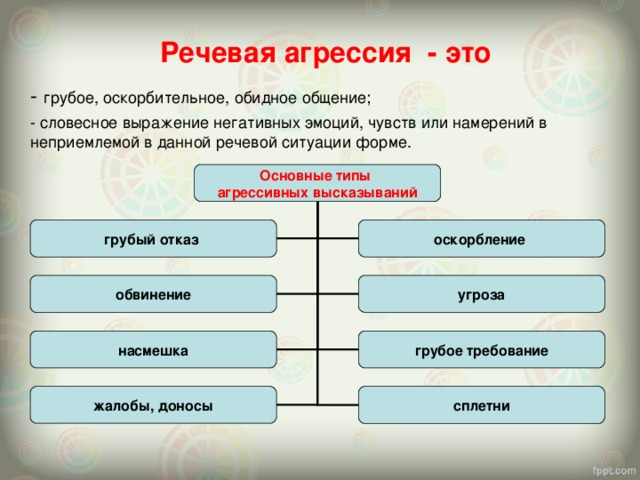 Речевая агрессия - это
- грубое, оскорбительное, обидное общение;
- словесное выражение негативных эмоций, чувств или намерений в
неприемлемой в данной речевой ситуации форме.
Основные типы
агрессивных высказываний
грубый отказ
оскорбление
обвинение
угроза
насмешка
грубое требование
жалобы, доносы
сплетни
fppt.com